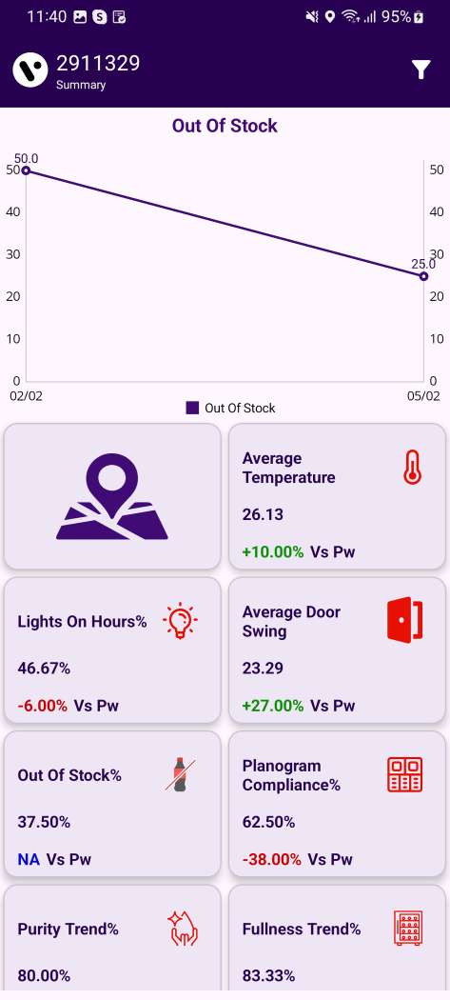 11:40 95%
2911329
Summary
Out Of Stock
50.0
50 50
40 40
30 30
25.0
20 20
10 10
0 0
02/02 05/02
Out Of Stock
Average
Temperature
26.13
+10.00% Vs Pw
Lights On Hours%
46.67%
-6.00% Vs Pw
Average Door
Swing
23.29
+27.00% Vs Pw
Out Of Stock%
37.50%
NA Vs Pw
Planogram
Compliance%
62.50%
-38.00% Vs Pw
Purity Trend%
80.00%
Fullness Trend%
83.33%